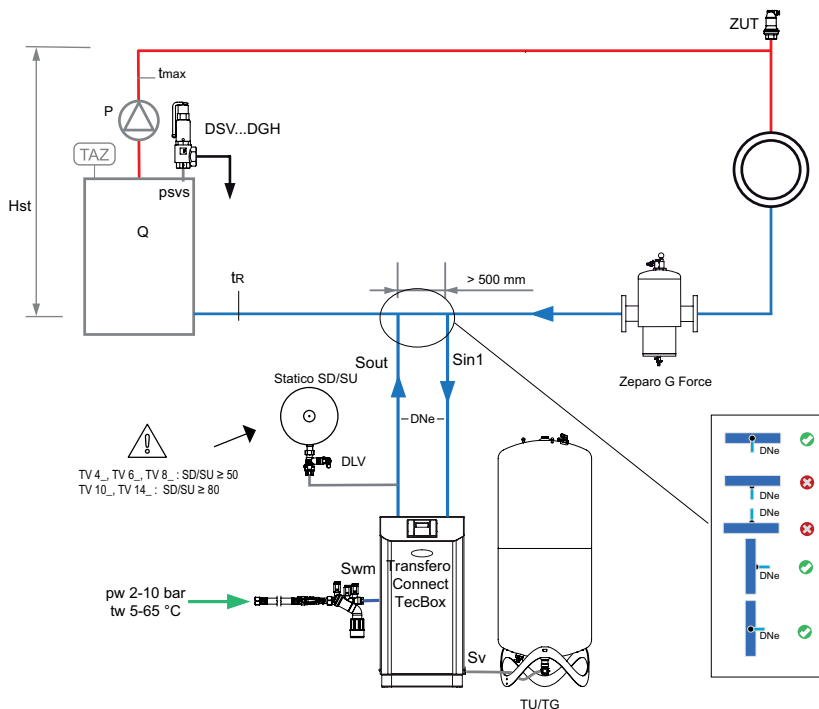 ZUT
tmax
P
DSV...DGH
TAZ
psvs
Hst
Q
tR
> 500 mm
Sout
Sin1
Zeparo G Force
Statico SD/SU
DNe
DLV
TV 4_, TV 6_, TV 8_ : SD/SU ≥ 50
TV 10_, TV 14_ : SD/SU ≥ 80
DNe
DNe
DNe
DNe
DNe
Swm
Transfero
Connect
TecBox
pw 2-10 bar
tw 5-65 °C
Sv
TU/TG